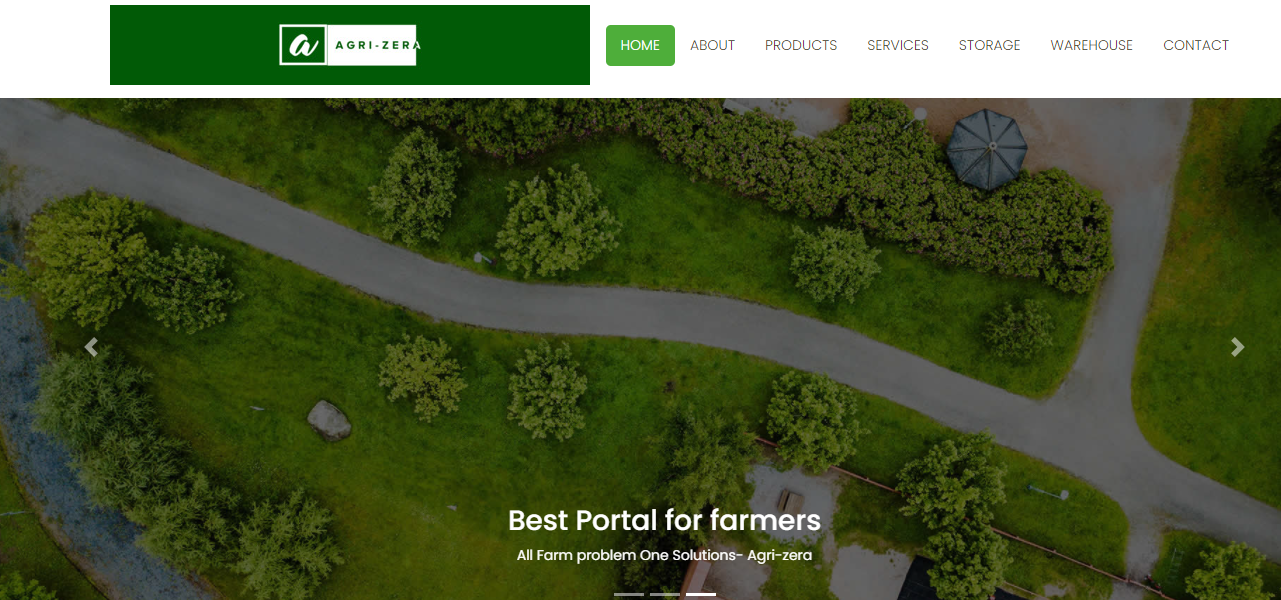 a AGRI-ZERA
HOME ABOUT PRODUCTS SERVICES STORAGE WAREHOUSE CONTACT
Best Portal for farmers
All Farm problem One Solutions- Agri-zera